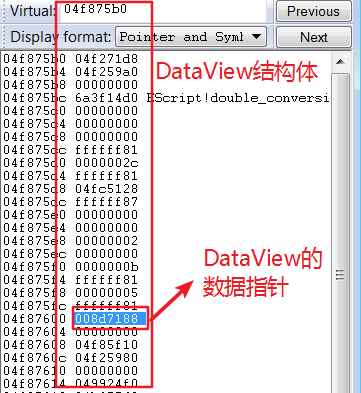 Virtual: 04f875b0 Previous
Display format: Pointer and Symb Next
04f875b0 04f271d8
04f875b4 04f259a0
04f875b8 00000000
04f875bc 6a3f14d0 EScript!double_conversi
04f875c0 00000000
04f875c4 00000000
04f875c8 00000000
04f875cc ffffff81
04f875d0 0000002c
04f875d4 ffffff81
04f875d8 04fc5128
04f875dc ffffff87
04f875e0 00000000
04f875e4 00000000
04f875e8 00000002
04f875ec 00000000
04f875f0 0000000b
04f875f4 ffffff81
04f875f8 00000005
04f875fc ffffff81
04f87600 008d7188
04f87604 00000000
04f87608 04f85f10
04f8760c 04f25980
04f87610 00000000
04f87614 049924f0
DataView结构体
DataView的
数据指针